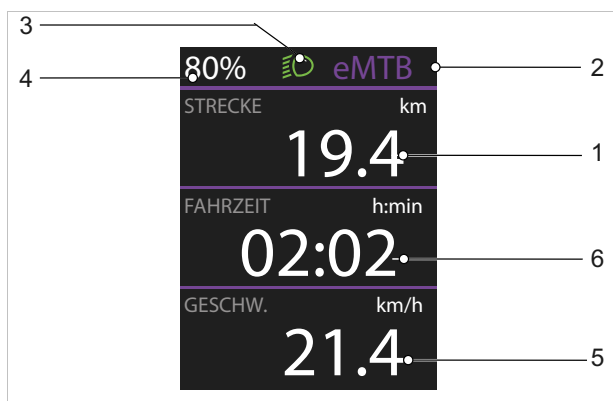 3
80% eMTB
4
2
STRECKE km
19.4
1
FAHRZEIT h:min
02:02
6
GESCHW. km/h
21.4
5